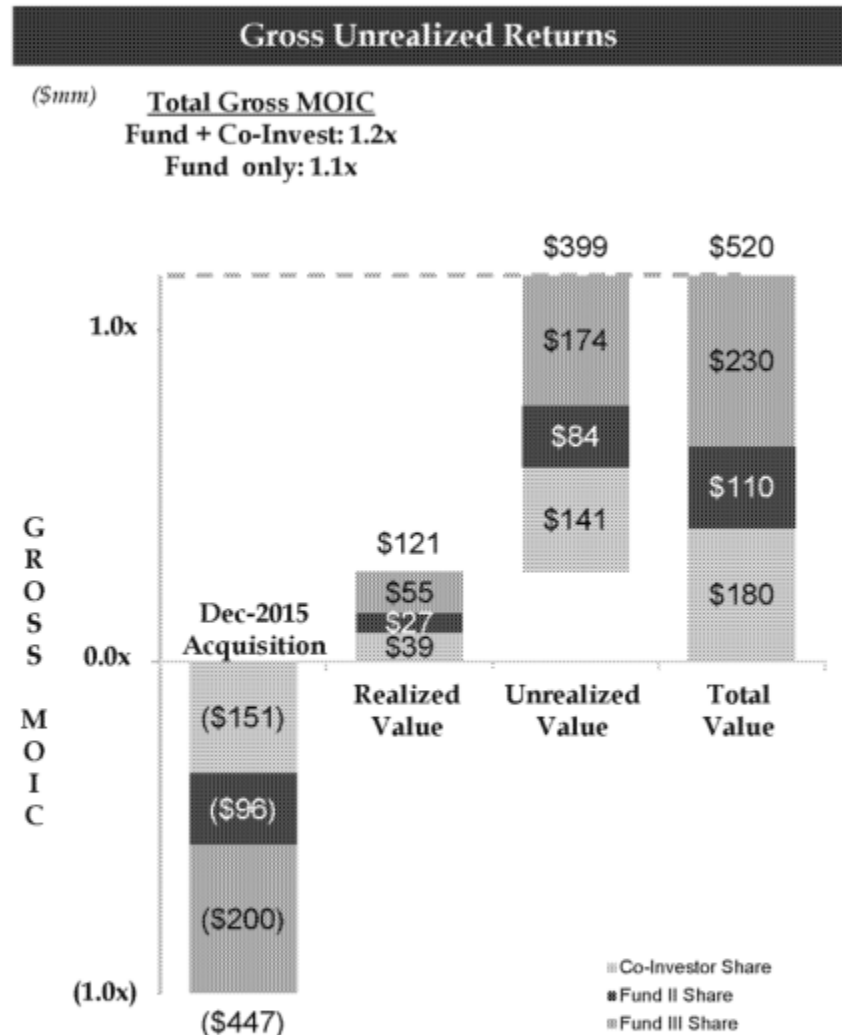 Gross Unrealized Returns
($mm)
Total Gross MOIC
Fund + Co-Invest: 1.2x
Fund only: 1.1x
$399
$520
1.0x
$174
$230
$84
$110
$141
$121
$180
$55
$27
$39
Dec-2015
Acquisition
0.0x
GROSS MOIC
Realized
Value
Unrealized
Value
Total
Value
($151)
($96)
($200)
(1.0x)
($447)
Co-Investor Share
Fund II Share
Fund III Share